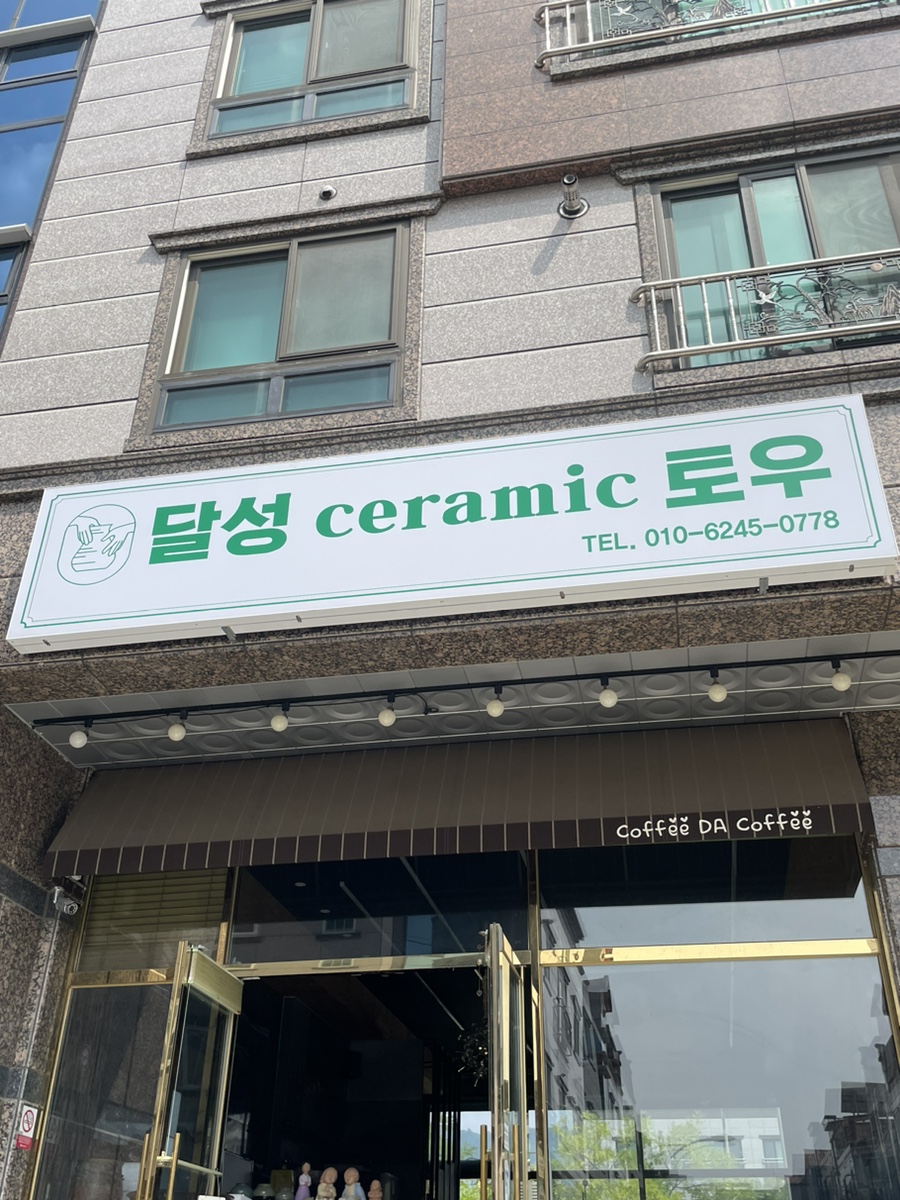 달성 ceramic 토우
TEL. 010-6245-0778
Coffee DA Coffee